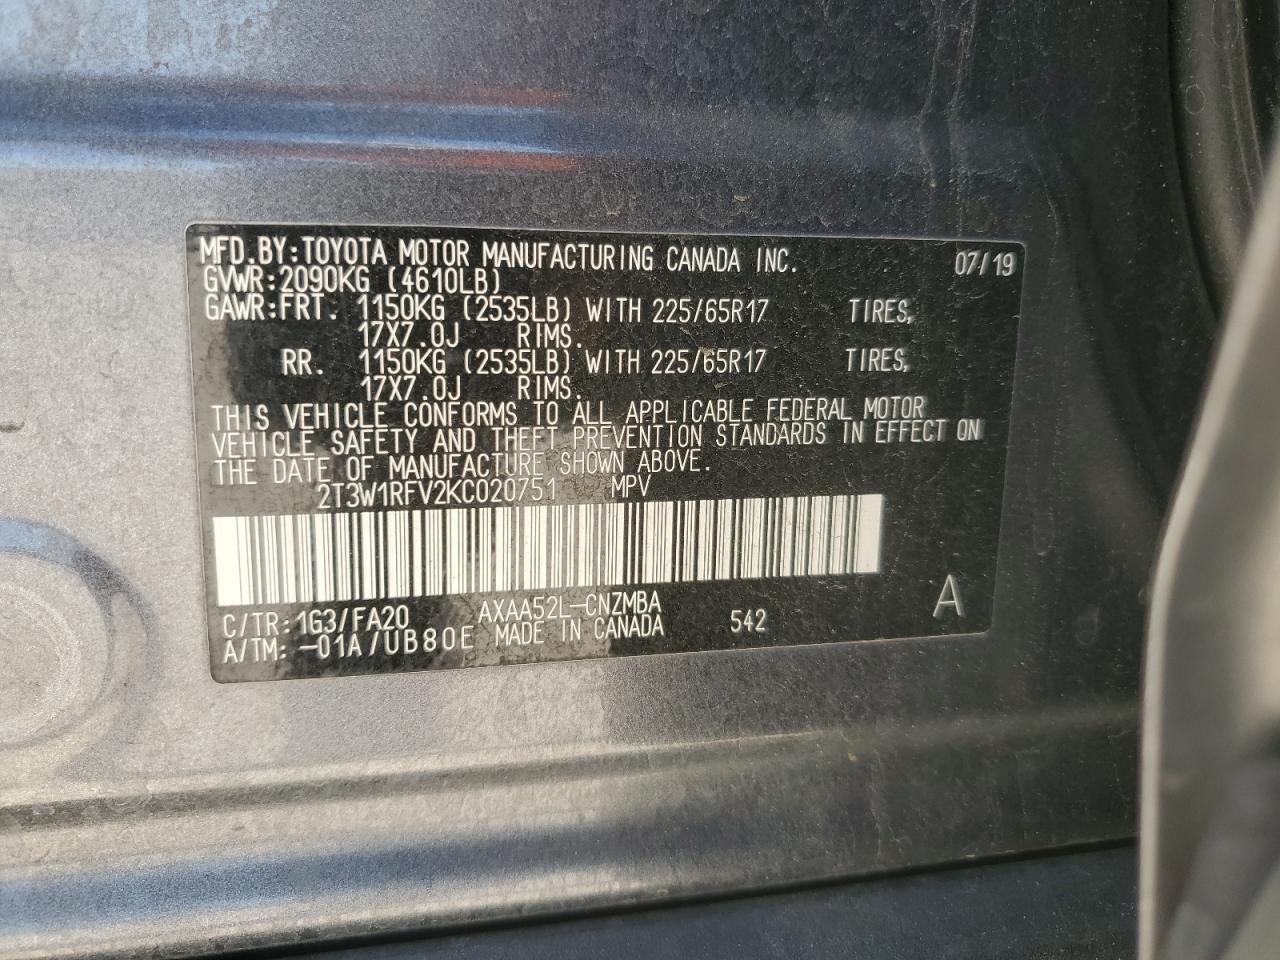 MFD.BY:TOYOTA MOTOR MANUFACTURING CANADA INC. 07/19
GVWR:2090KG (4610LB)
GAWR:FRT. 1150KG (2535LB) WITH 225/65R17 TIRES,
17X7.0J RIMS.
RR. 1150KG (2535LB) WITH 225/65R17 TIRES,
17X7.0J RIMS.
THIS VEHICLE CONFORMS TO ALL APPLICABLE FEDERAL MOTOR
VEHICLE SAFETY AND THEFT PREVENTION STANDARDS IN EFFECT ON
THE DATE OF MANUFACTURE SHOWN ABOVE.
2T3W1RFV2KC020751 MPV
C/TR:1G3/FA20 AXAA52L-CNZMBA 542 A
A/TM:-01A/UB80E MADE IN CANADA